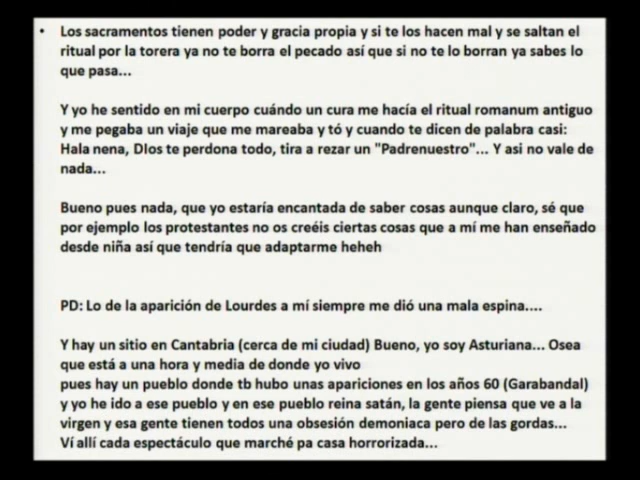 • Los sacramentos tienen poder y gracia propia y si te los hacen mal y se saltan el
ritual por la torera ya no te borra el pecado así que si no te lo borran ya sabes lo
que pasa...
Y yo he sentido en mi cuerpo cuándo un cura me hacía el ritual romanum antiguo
y me pegaba un viaje que me mareaba y tó y cuando te dicen de palabra casi:
Hala nena, DIos te perdona todo, tira a rezar un "Padrenuestro"... Y asi no vale de
nada...
Bueno pues nada, que yo estaría encantada de saber cosas aunque claro, sé que
por ejemplo los protestantes no os creéis ciertas cosas que a mí me han enseñado
desde niña así que tendría que adaptarme heheh
PD: Lo de la aparición de Lourdes a mí siempre me dió una mala espina....
Y hay un sitio en Cantabria (cerca de mi ciudad) Bueno, yo soy Asturiana... Osea
que está a una hora y media de donde yo vivo
pues hay un pueblo donde tb hubo unas apariciones en los años 60 (Garabandal)
y yo he ido a ese pueblo y en ese pueblo reina satán, la gente piensa que ve a la
virgen y esa gente tienen todos una obsesión demoniaca pero de las gordas...
Ví allí cada espectáculo que marché pa casa horrorizada...